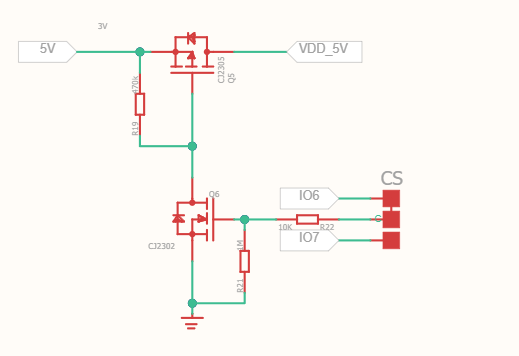 3V
5V
VDD_5V
CJ2305
Q5
470k
R19
CS
Q6
IO6
10K
R22
IO7
CJ2302
1M
R21